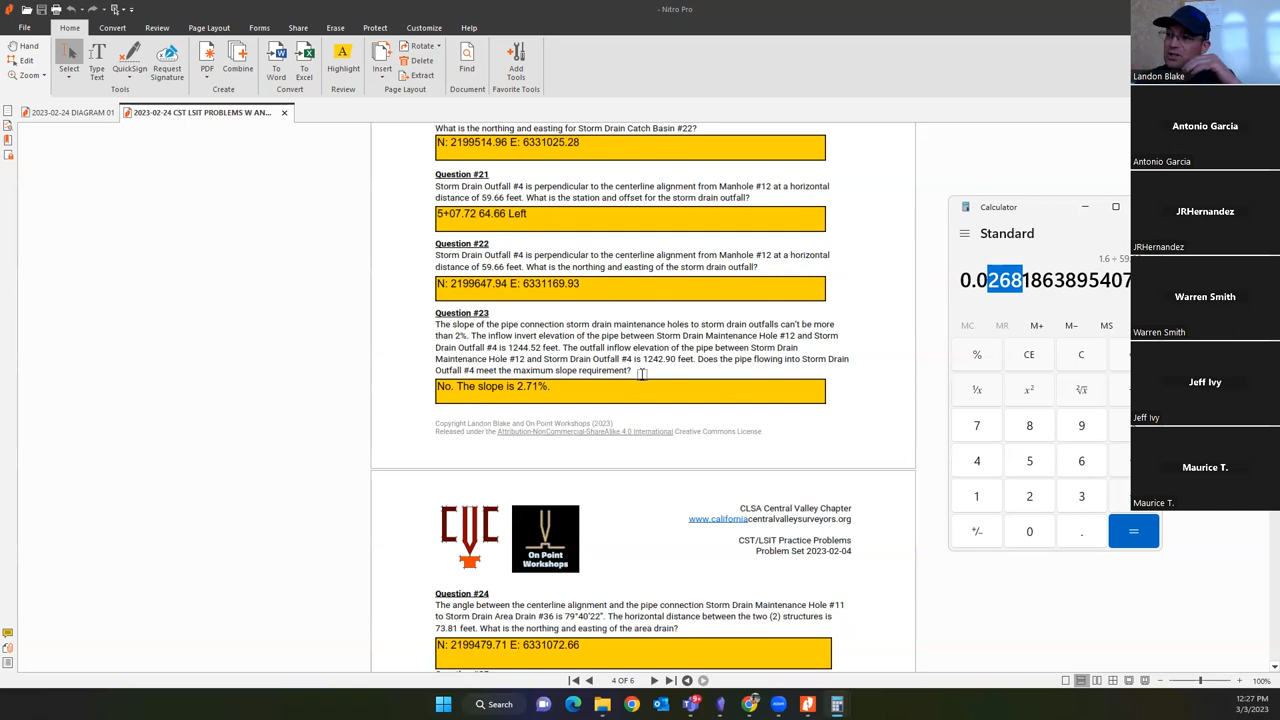 - Nitro Pro
File
Home
Convert
Page Layout
Forms
Share
Erase
Protect
Customize
Help
Hand
Edit
Zoom
Select
Type Text
QuickSign
Request Signature
PDF
Combine
To Word
To Excel
Highlight
Insert
Rotate
Delete
Extract
Find
Add Tools
Tools
Create
Convert
Review
Page Layout
Document
Favorite Tools
2023-02-24 DIAGRAM 01
2023-02-24 CST LSIT PROBLEMS W AN...
What is the northing and easting for Storm Drain Catch Basin #22?
N: 2199514.96 E: 6331025.28
Question #21
Storm Drain Outfall #4 is perpendicular to the centerline alignment from Manhole #12 at a horizontal
distance of 59.66 feet. What is the station and offset for the storm drain outfall?
5+07.72 64.66 Left
Question #22
Storm Drain Outfall #4 is perpendicular to the centerline alignment from Manhole #12 at a horizontal
distance of 59.66 feet. What is the northing and easting of the storm drain outfall?
N: 2199647.94 E: 6331169.93
Question #23
The slope of the pipe connection storm drain maintenance holes to storm drain outfalls can't be more
than 2%. The inflow invert elevation of the pipe between Storm Drain Maintenance Hole #12 and Storm
Drain Outfall #4 is 1244.52 feet. The outfall inflow elevation of the pipe between Storm Drain
Maintenance Hole #12 and Storm Drain Outfall #4 is 1242.90 feet. Does the pipe flowing into Storm Drain
Outfall #4 meet the maximum slope requirement?
No. The slope is 2.71%.
Copyright Landon Blake and On Point Workshops (2023)
Released under the Attribution-NonCommercial-ShareAlike 4.0 International Creative Commons License
CVC
On Point
Workshops
CLSA Central Valley Chapter
www.californiacentralvalleysurveyors.org
CST/LSIT Practice Problems
Problem Set 2023-02-04
Question #24
The angle between the centerline alignment and the pipe connection Storm Drain Maintenance Hole #11
to Storm Drain Area Drain #36 is 79°40'22". The horizontal distance between the two (2) structures is
73.81 feet. What is the northing and easting of the area drain?
N: 2199479.71 E: 6331072.66
4 OF 6
100%
Calculator
Standard
1.6 ÷ 59
0.02681863895407
MC MR M+ M− MS
% CE C
¹/x x² ²√x
7 8 9
4 5 6
1 2 3
+/− 0 . =
Landon Blake
Antonio Garcia
Antonio Garcia
JRHernandez
JRHernandez
Warren Smith
Warren Smith
Jeff Ivy
Jeff Ivy
Maurice T.
Maurice T.
Search
12:27 PM
3/3/2023